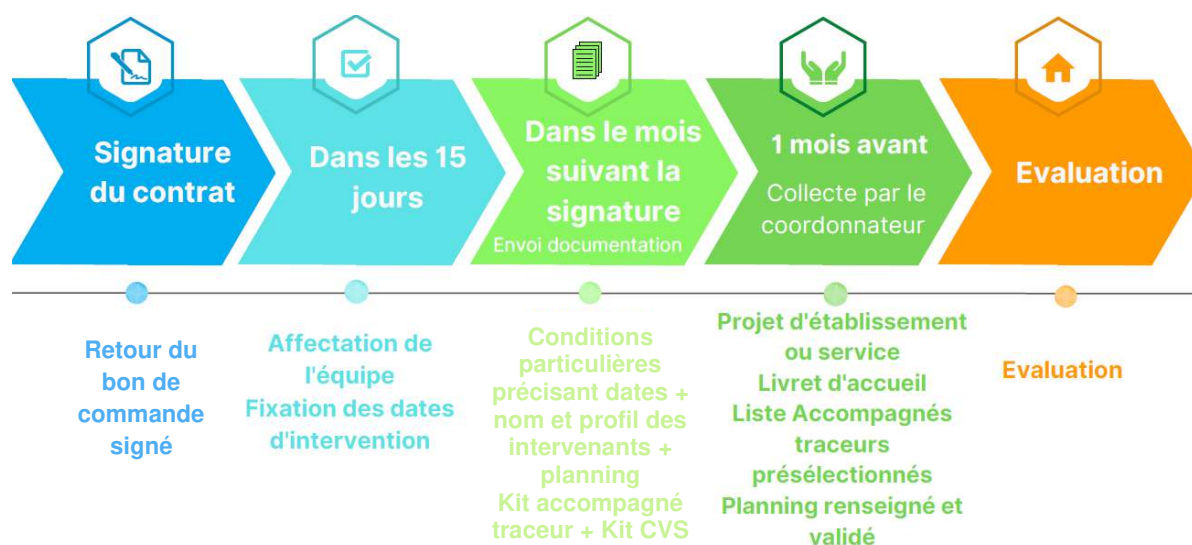 Signature
du contrat
Dans les 15
jours
Dans le mois
suivant la
signature
Envoi documentation
1 mois avant
Collecte par le
coordonnateur
Evaluation
Retour du
bon de
commande
signé
Affectation de
l'équipe
Fixation des dates
d'intervention
Conditions
particulières
précisant dates +
nom et profil des
intervenants +
planning
Kit accompagné
traceur + Kit CVS
Projet d'établissement
ou service
Livret d'accueil
Liste Accompagnés
traceurs
présélectionnés
Planning renseigné et
validé
Evaluation